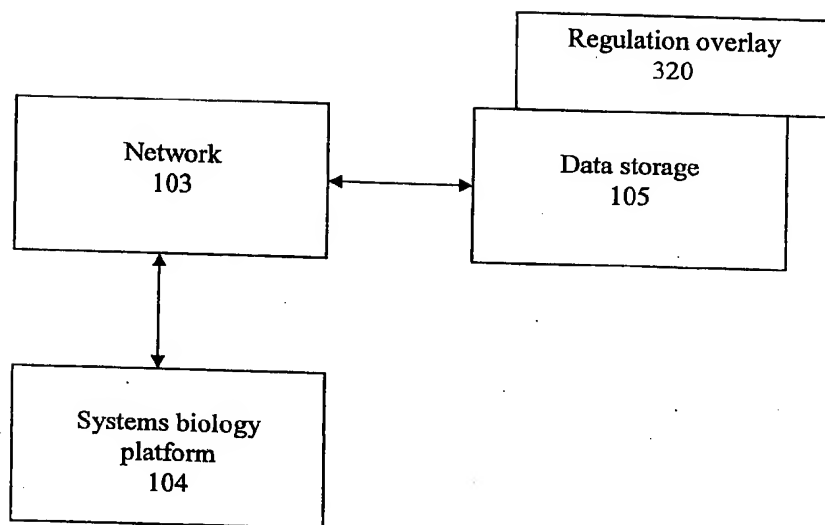 Regulation overlay
320
Network
103
Data storage
105
Systems biology
platform
104